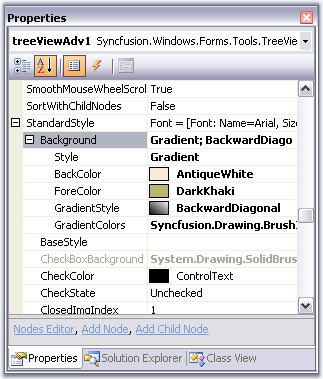 Properties
treeViewAdv1 Syncfusion.Windows.Forms.Tools.TreeVie
SmoothMouseWheelScrol True
SortWithChildNodes False
StandardStyle Font = [Font: Name=Arial, Size
Background Gradient; BackwardDiago
Style Gradient
BackColor AntiqueWhite
ForeColor DarkKhaki
GradientStyle BackwardDiagonal
GradientColors Syncfusion.Drawing.BrushI
BaseStyle
CheckBoxBackground System.Drawing.SolidBrus
CheckColor ControlText
CheckState Unchecked
ClosedImgIndex 1
Nodes Editor, Add Node, Add Child Node
Properties Solution Explorer Class View